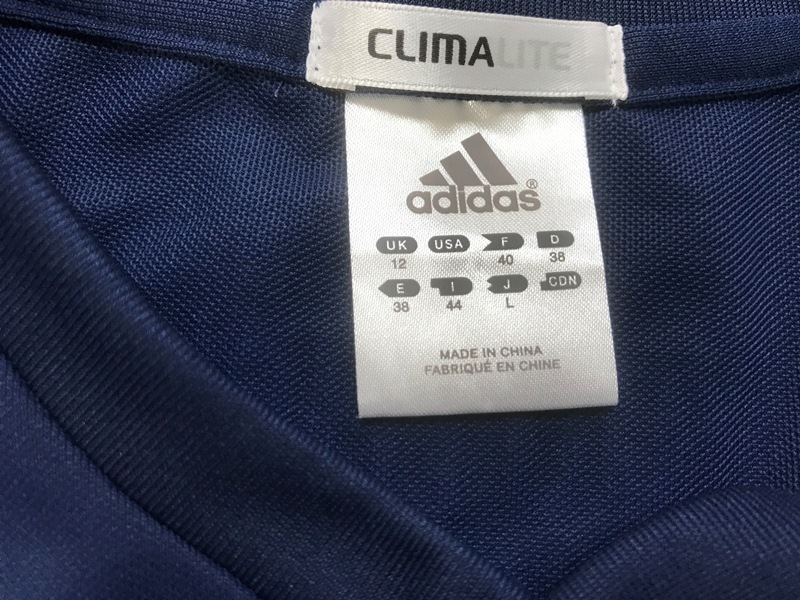 CLIMALITE
adidas®
UK USA F D
12 40 38
E I J CDN
38 44 L
MADE IN CHINA
FABRIQUÉ EN CHINE